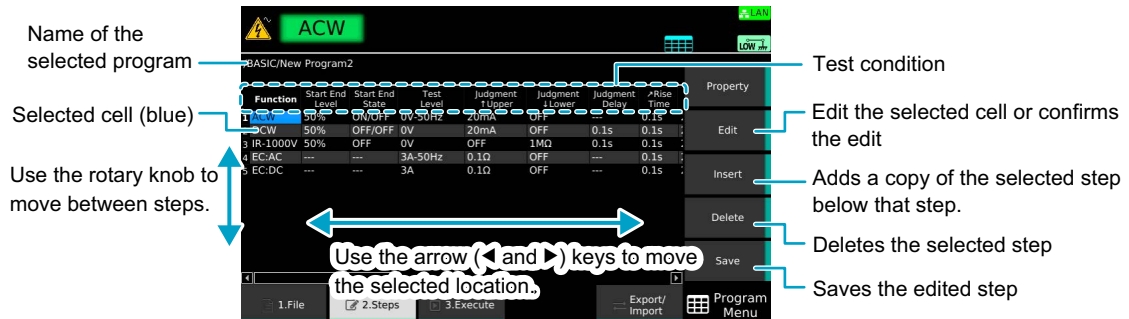 LAN
ACW
LOW
Name of the
selected program
BASIC/New Program2
Test condition
Property
Function Start End Level Start End State Test Level Judgment ↑Upper Judgment ↓Lower Judgment Delay ↗Rise Time
Selected cell (blue)
1 ACW 50% ON/OFF 0V-50Hz 20mA OFF --- 0.1s
2 DCW 50% OFF/OFF 0V 20mA OFF 0.1s 0.1s
3 IR-1000V 50% OFF 0V OFF 1MΩ 0.1s 0.1s
4 EC:AC --- --- 3A-50Hz 0.1Ω OFF --- 0.1s
5 EC:DC --- --- 3A 0.1Ω OFF --- 0.1s
Edit
Edit the selected cell or confirms
the edit
Use the rotary knob to
move between steps.
Insert
Adds a copy of the selected step
below that step.
Delete
Deletes the selected step
Use the arrow (◀ and ▶) keys to move
the selected location.
Save
Saves the edited step
1.File
2.Steps
3.Execute
Export/
Import
Program
Menu